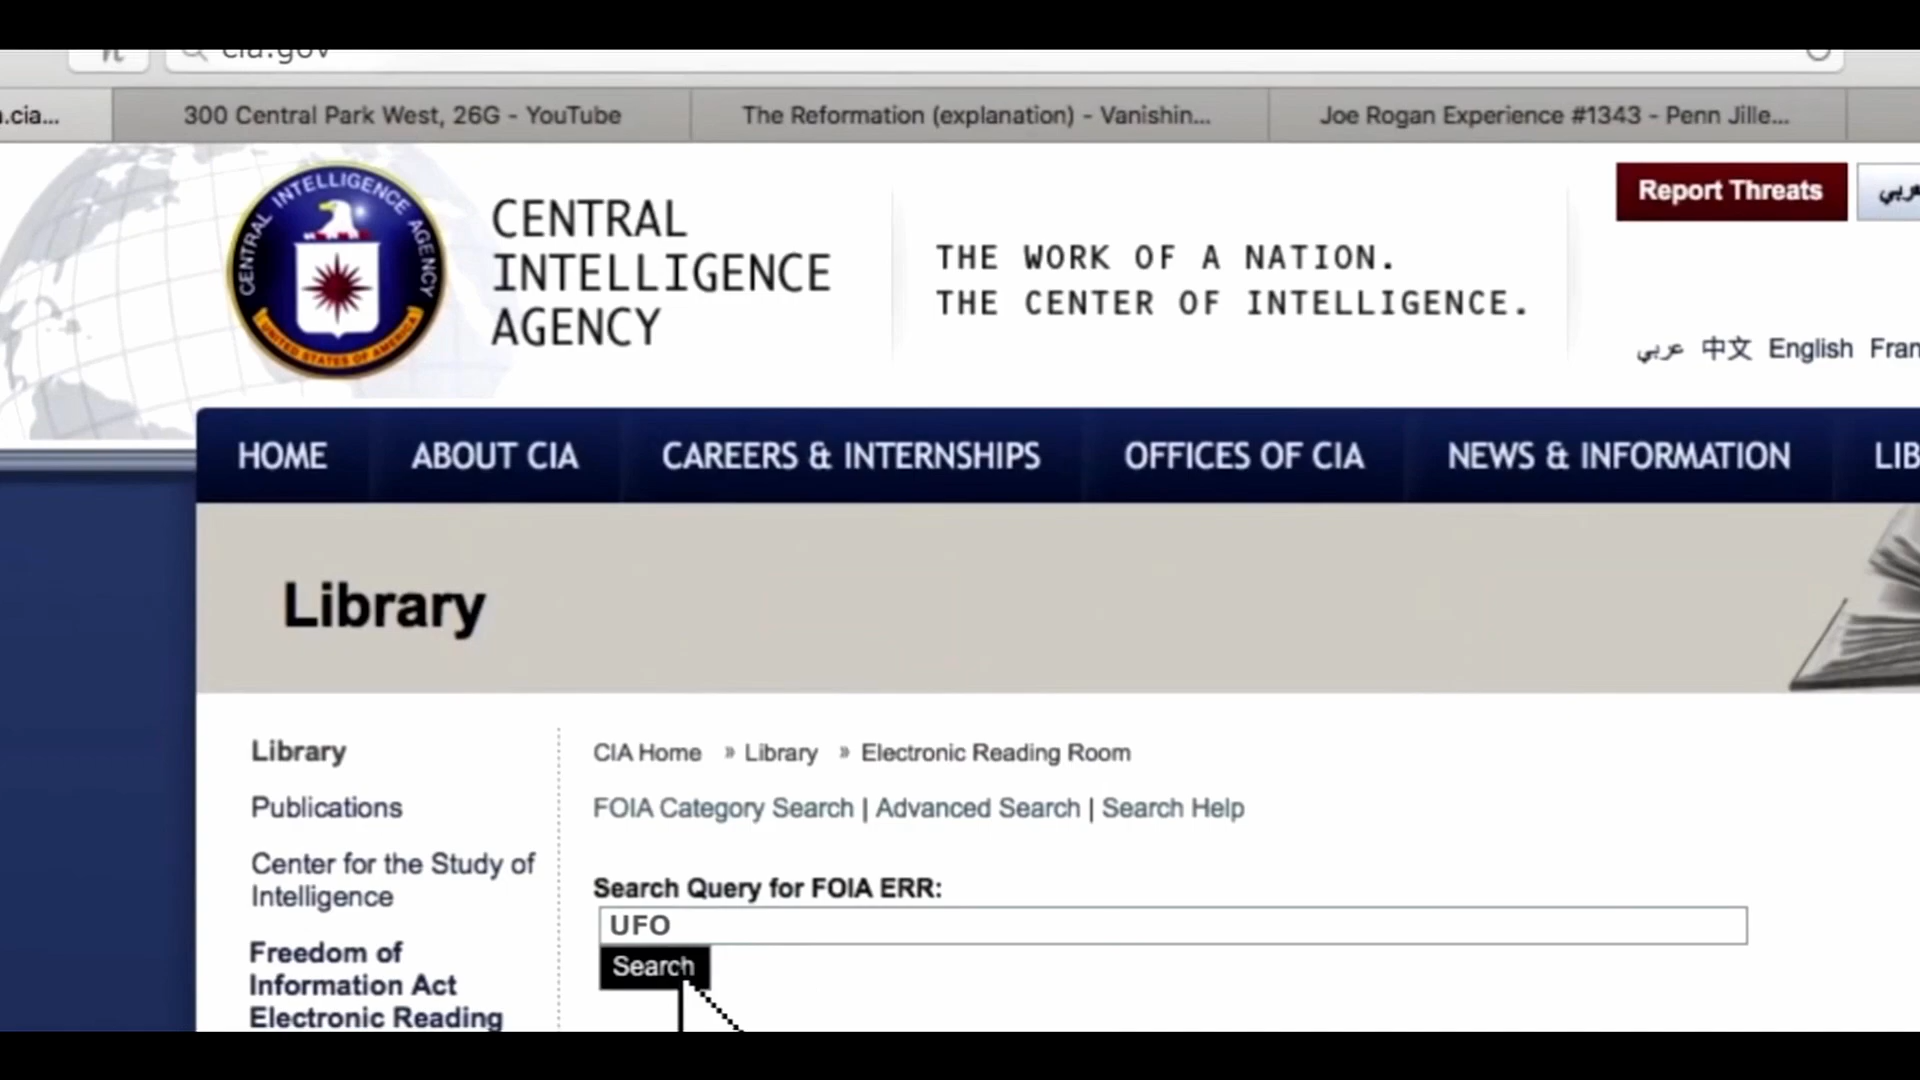 cia.gov
.cia...
300 Central Park West, 26G - YouTube
The Reformation (explanation) - Vanishin...
Joe Rogan Experience #1343 - Penn Jille...
CENTRAL INTELLIGENCE AGENCY
UNITED STATES OF AMERICA
CENTRAL
INTELLIGENCE
AGENCY
THE WORK OF A NATION.
THE CENTER OF INTELLIGENCE.
Report Threats
عربي
عربي 中文 English Fran
HOME ABOUT CIA CAREERS & INTERNSHIPS OFFICES OF CIA NEWS & INFORMATION LIB
Library
Library
Publications
Center for the Study of
Intelligence
Freedom of
Information Act
Electronic Reading
CIA Home » Library » Electronic Reading Room
FOIA Category Search | Advanced Search | Search Help
Search Query for FOIA ERR:
UFO
Search